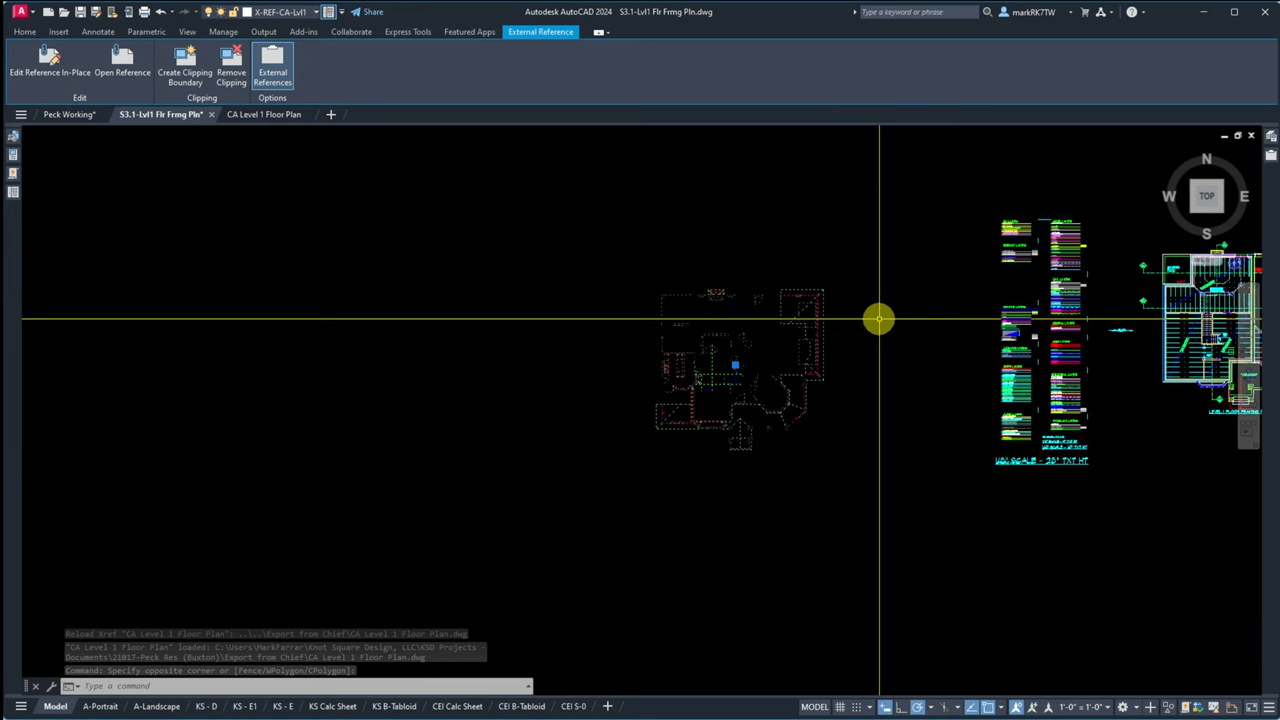 X-REF-CA-Lvl1
Share
Autodesk AutoCAD 2024
S3.1-Lvl1 Flr Frmg Pln.dwg
Type a keyword or phrase
markRK7TW
Home
Insert
Annotate
Parametric
View
Manage
Output
Add-ins
Collaborate
Express Tools
Featured Apps
External Reference
Edit Reference In-Place
Open Reference
Create Clipping
Boundary
Remove
Clipping
External
References
Edit
Clipping
Options
Peck Working*
S3.1-Lvl1 Flr Frmg Pln*
CA Level 1 Floor Plan
N
W
TOP
E
S
Reload Xref "CA Level 1 Floor Plan": ..\..\Export from Chief\CA Level 1 Floor Plan.dwg
"CA Level 1 Floor Plan" loaded: C:\Users\MarkFarrar\Knot Square Design, LLC\KSD Projects -
Documents\21017-Peck Res (Buxton)\Export from Chief\CA Level 1 Floor Plan.dwg
Command: Specify opposite corner or [Fence/WPolygon/CPolygon]:
Type a command
Model
A-Portrait
A-Landscape
KS - D
KS - E1
KS - E
KS Calc Sheet
KS B-Tabloid
CEI Calc Sheet
CEI B-Tabloid
CEI S-0
MODEL
1'-0" = 1'-0"